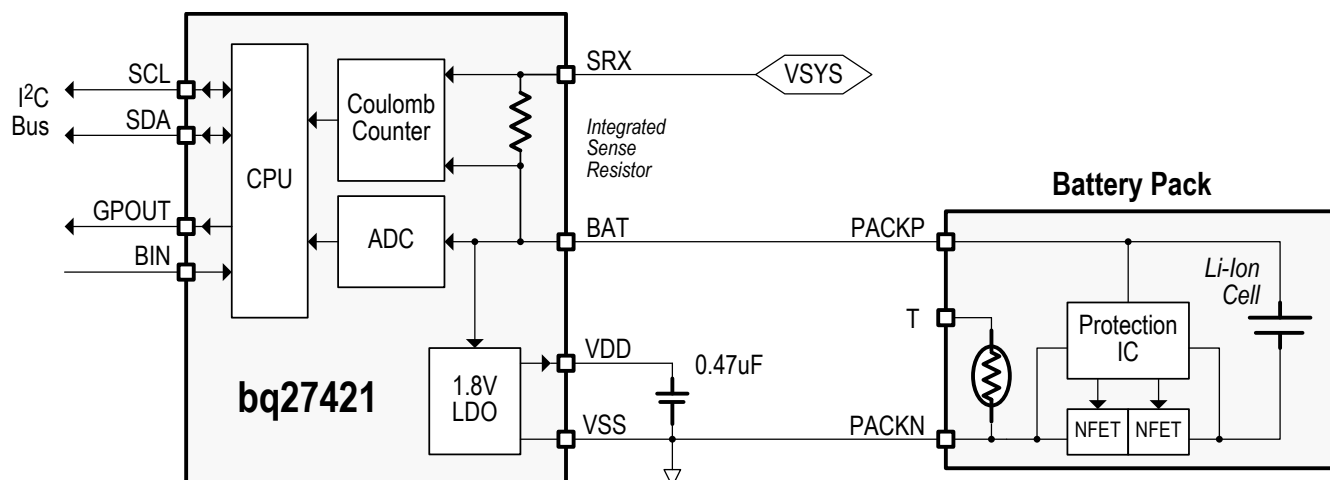 SCL
I²C
Bus
SDA
GPOUT
BIN
CPU
Coulomb
Counter
ADC
1.8V
LDO
bq27421
SRX
VSYS
Integrated
Sense
Resistor
BAT
VDD
0.47uF
VSS
Battery Pack
PACKP
T
PACKN
Li-Ion
Cell
Protection
IC
NFET
NFET